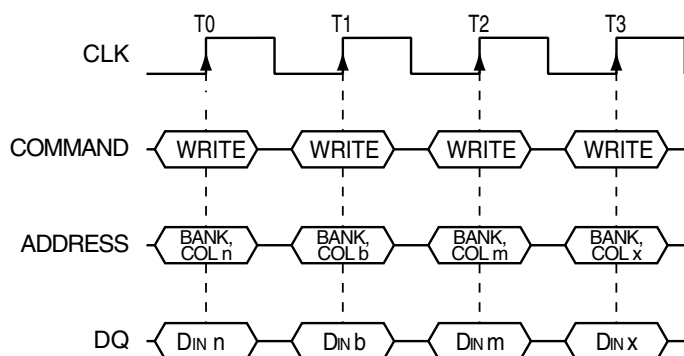 T0 T1 T2 T3
CLK
COMMAND WRITE WRITE WRITE WRITE
BANK, BANK, BANK, BANK,
ADDRESS
COL n COL b COL m COL x
DQ DIN n DIN b DIN m DIN x